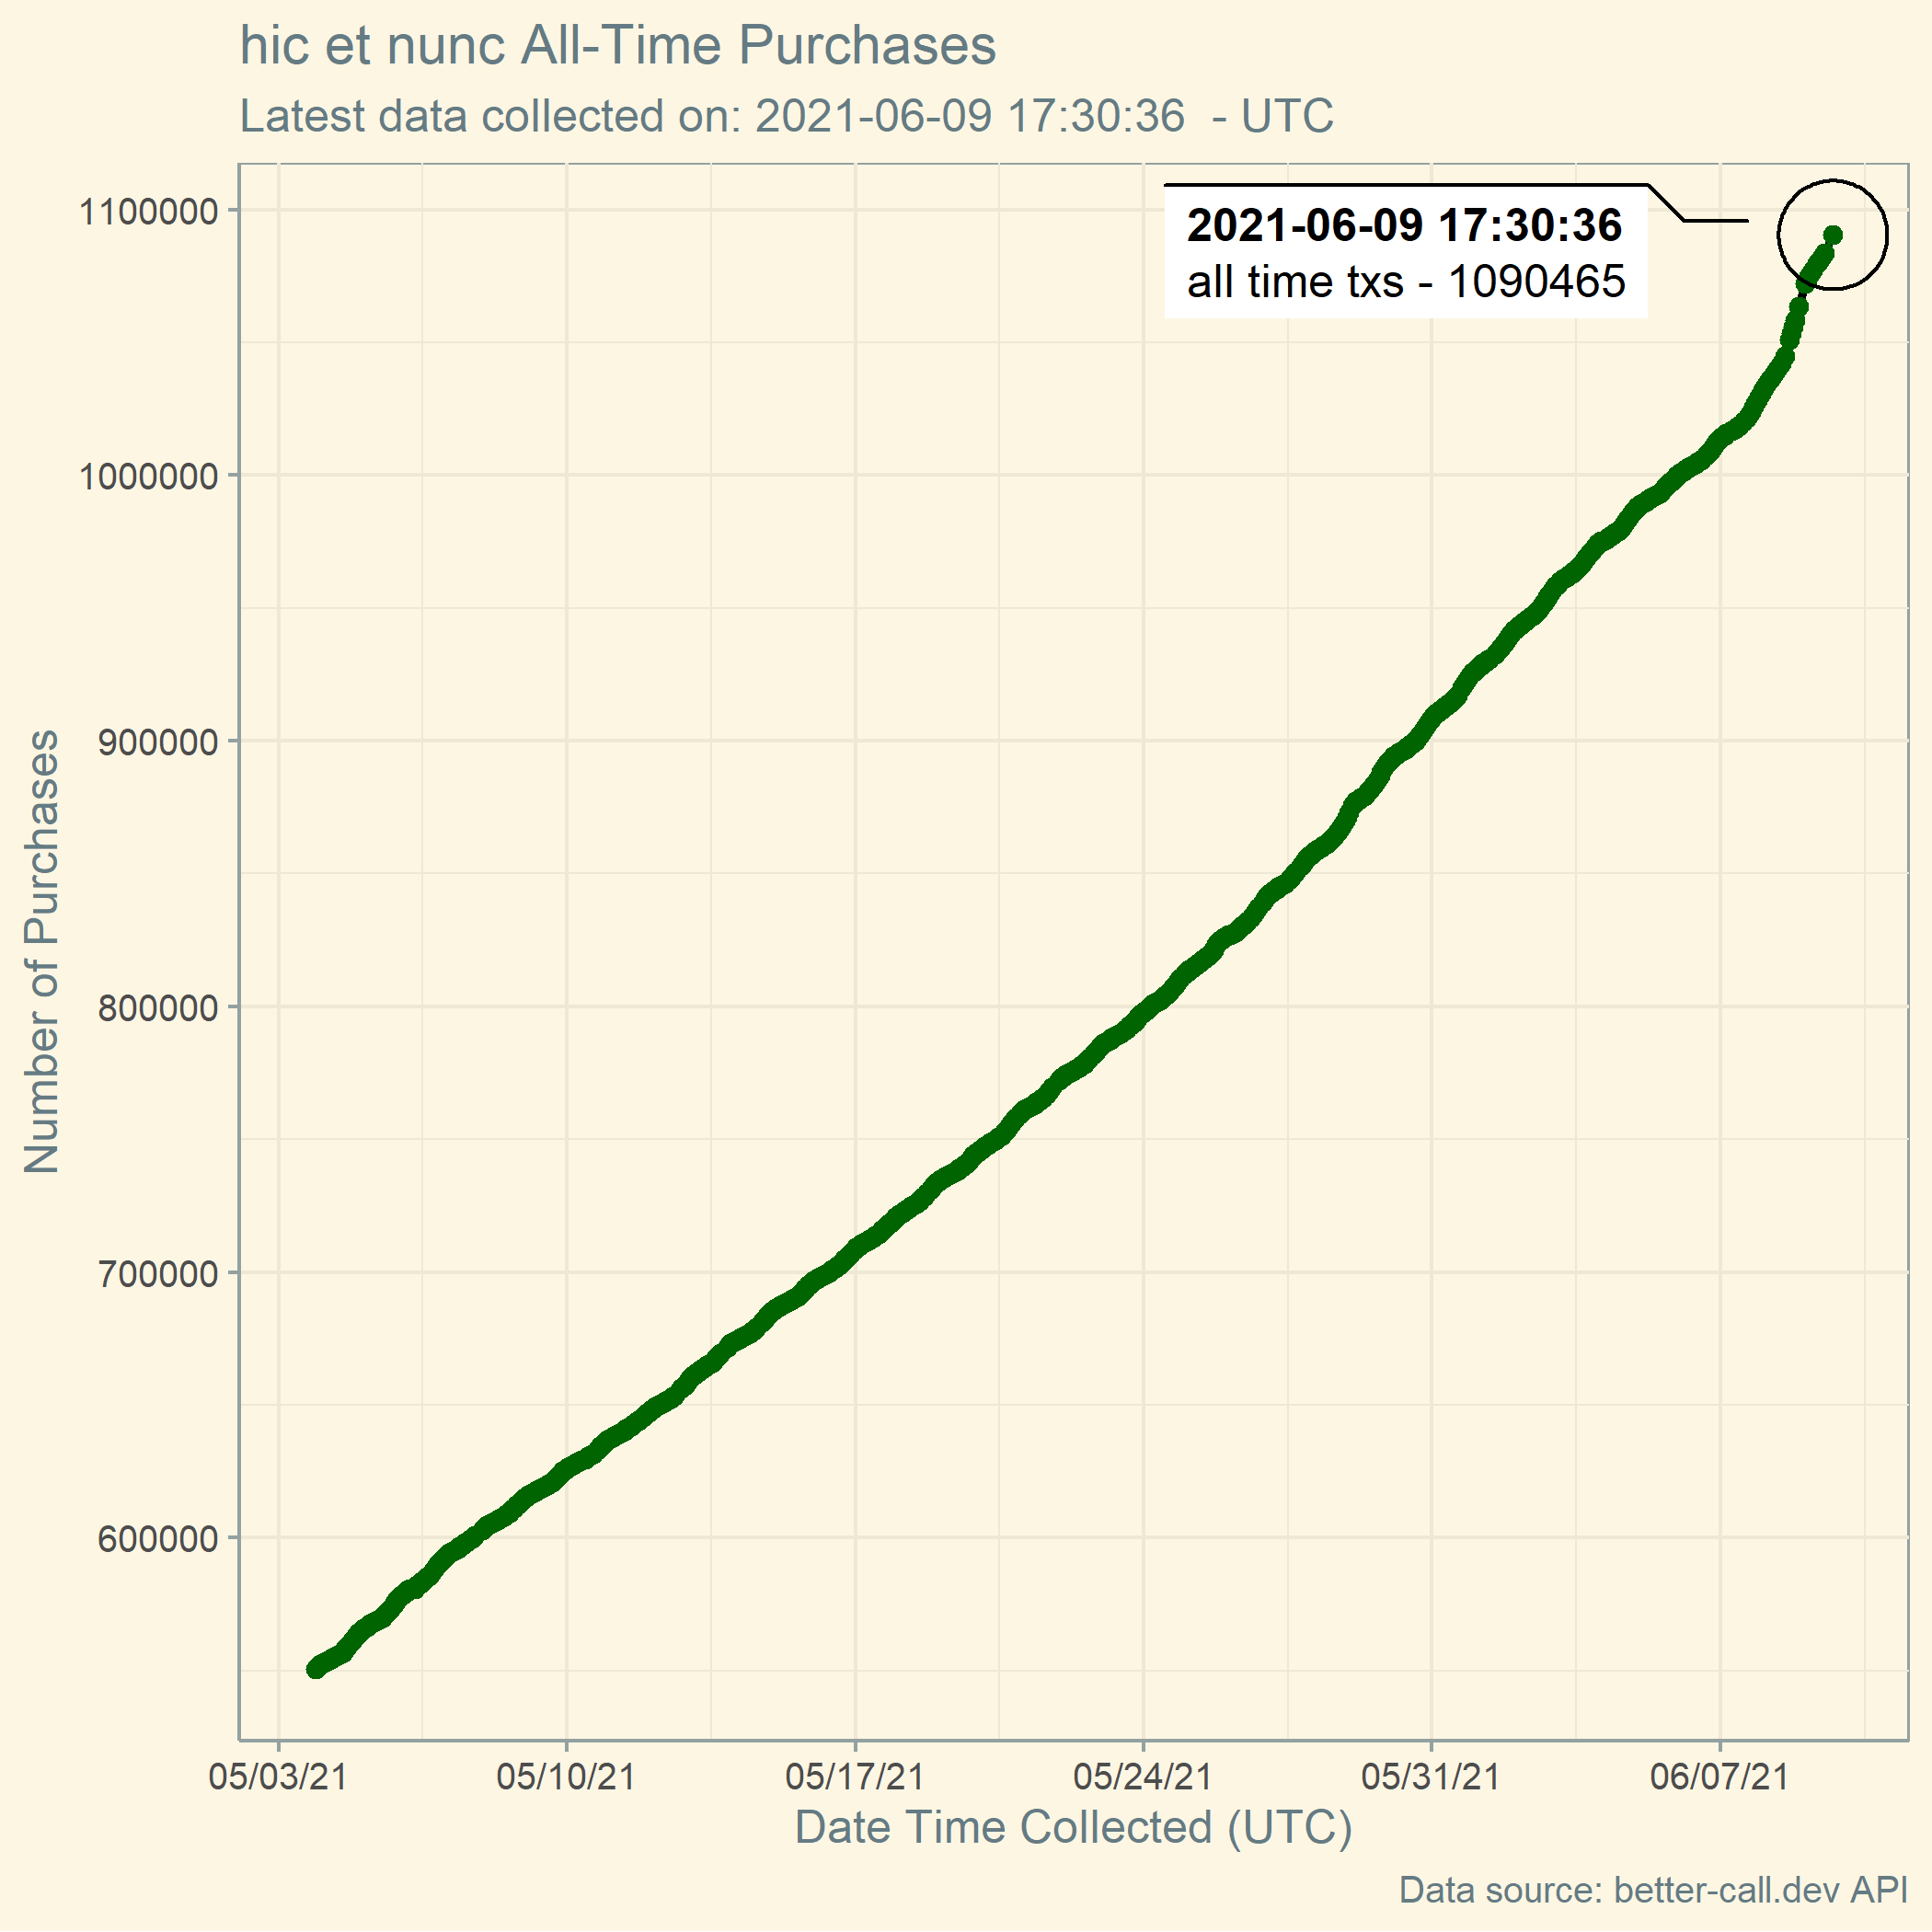 hic et nunc All-Time Purchases
Latest data collected on: 2021-06-09 17:30:36  - UTC
2021-06-09 17:30:36
all time txs - 1090465
Number of Purchases
1100000
1000000
900000
800000
700000
600000
05/03/21 05/10/21 05/17/21 05/24/21 05/31/21 06/07/21
Date Time Collected (UTC)
Data source: better-call.dev API